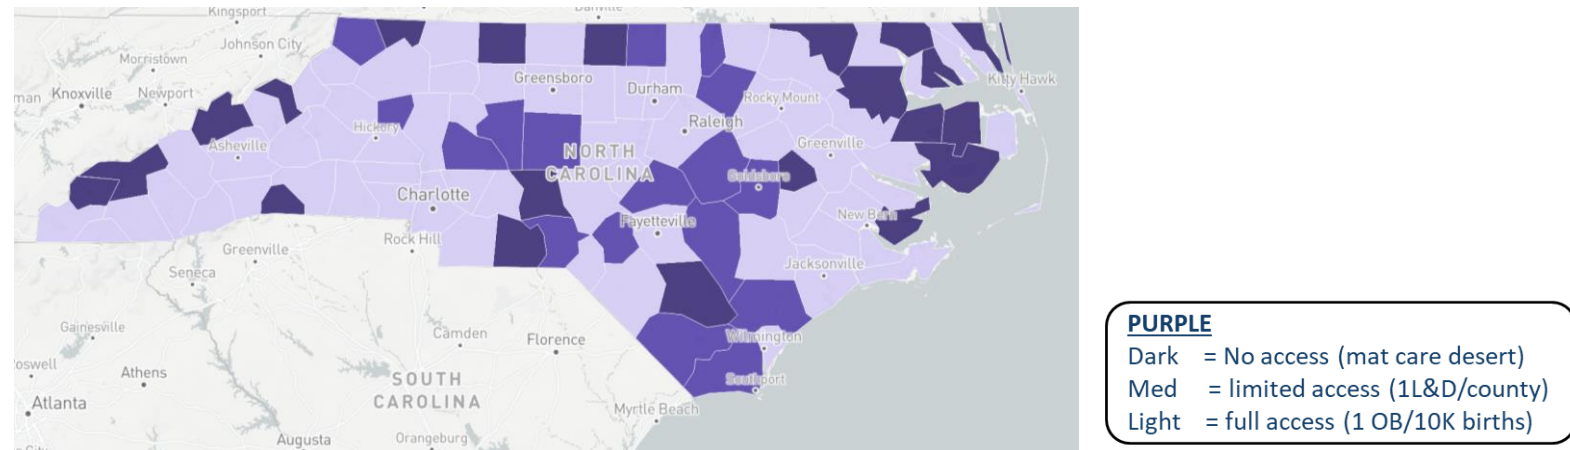 Kingsport
Danville
Johnson City
Morristown
Knoxville
Newport
Greensboro
Durham
Kitty Hawk
Rocky Mount
Hickory
Raleigh
Asheville
NORTH
CAROLINA
Greenville
Goldsboro
Charlotte
Fayetteville
New Bern
Rock Hill
Greenville
Seneca
Jacksonville
Gainesville
Camden
Florence
Wilmington
oswell
Athens
SOUTH
CAROLINA
Southport
Atlanta
Myrtle Beach
Augusta
Orangeburg
PURPLE
Dark = No access (mat care desert)
Med = limited access (1L&D/county)
Light = full access (1 OB/10K births)